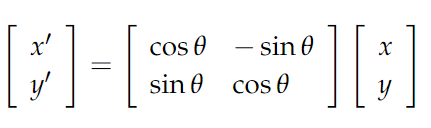 [ x′ ] = [ cos θ − sin θ ] [ x ]
[ y′ ] [ sin θ cos θ ] [ y ]